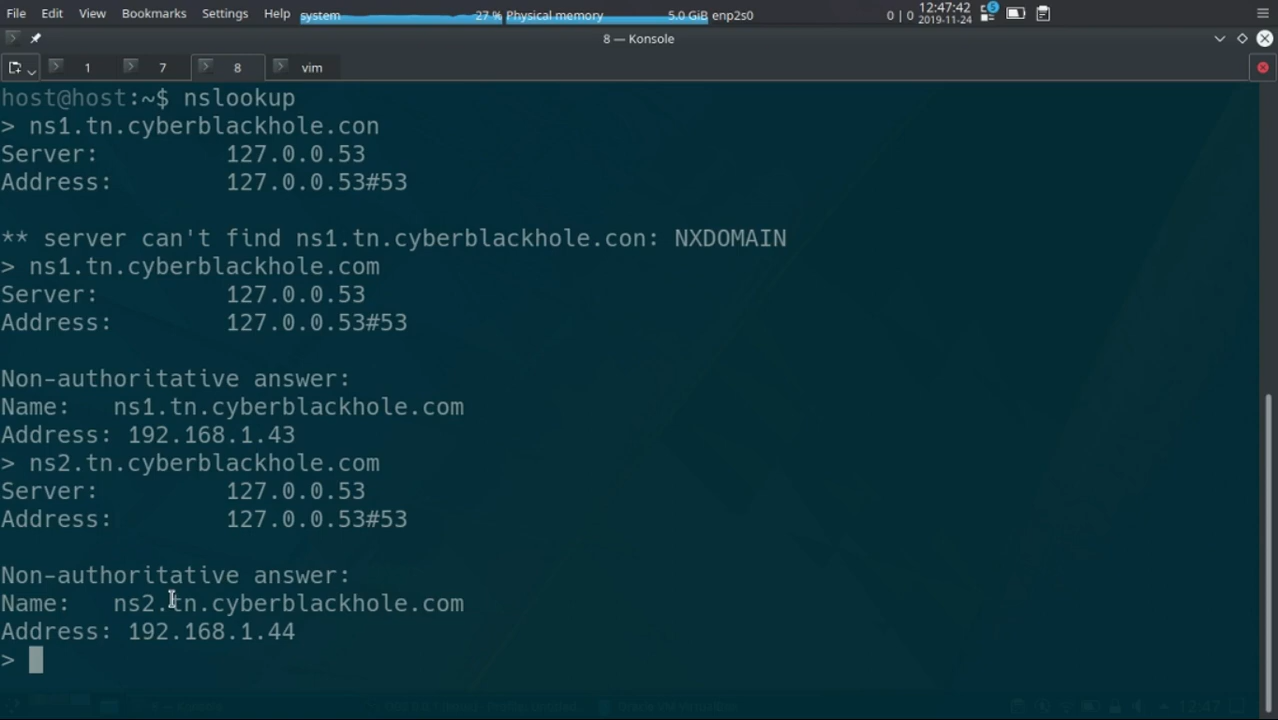 File Edit View Bookmarks Settings Help system 27 % Physical memory 5.0 GiB enp2s0 0 | 0 12:47:42 5
2019-11-24
8 — Konsole
1 7 8 vim
host@host:~$ nslookup
> ns1.tn.cyberblackhole.con
Server: 127.0.0.53
Address: 127.0.0.53#53
** server can't find ns1.tn.cyberblackhole.con: NXDOMAIN
> ns1.tn.cyberblackhole.com
Server: 127.0.0.53
Address: 127.0.0.53#53
Non-authoritative answer:
Name: ns1.tn.cyberblackhole.com
Address: 192.168.1.43
> ns2.tn.cyberblackhole.com
Server: 127.0.0.53
Address: 127.0.0.53#53
Non-authoritative answer:
Name: ns2.tn.cyberblackhole.com
Address: 192.168.1.44
>
12:47